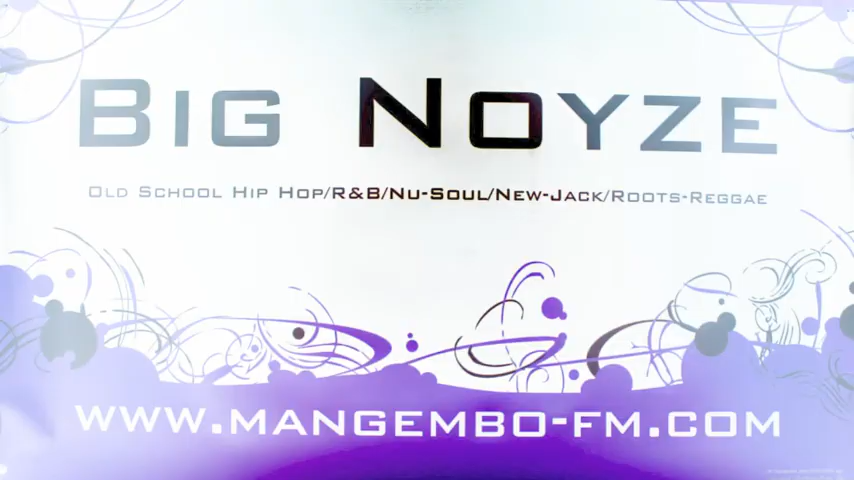 BIG NOYZE
OLD SCHOOL HIP HOP/R&B/NU-SOUL/NEW-JACK/ROOTS-REGGAE
WWW.MANGEMBO-FM.COM